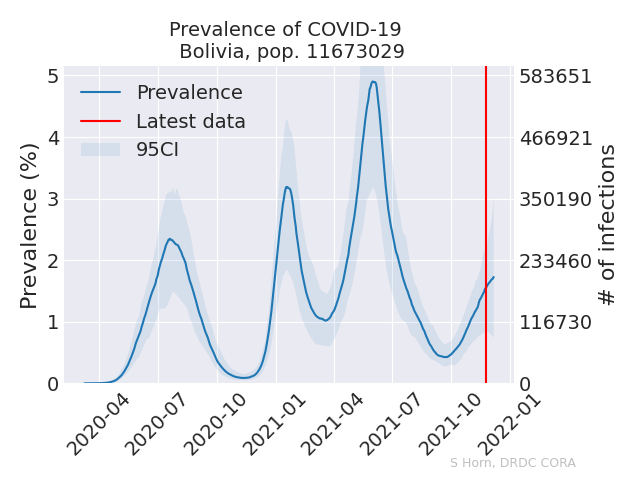 Prevalence of COVID-19
Bolivia, pop. 11673029
Prevalence
Latest data
95CI
Prevalence (%)
5
4
3
2
1
0
583651
466921
350190
233460
116730
0
# of infections
2020-04
2020-07
2020-10
2021-01
2021-04
2021-07
2021-10
2022-01
S Horn, DRDC CORA